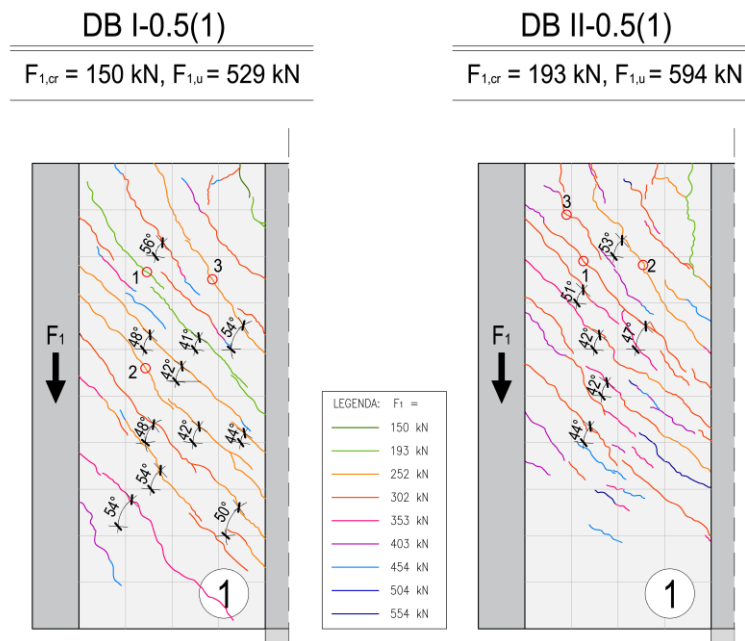 DB I-0.5(1)
F1,cr = 150 kN, F1,u = 529 kN
56°
1
3
48°
41°
54°
F1
42°
2
48°
42°
44°
54°
54°
50°
1
DB II-0.5(1)
F1,cr = 193 kN, F1,u = 594 kN
3
53°
1
2
51°
42°
47°
F1
42°
44°
1
LEGENDA: F1 =
150 kN
193 kN
252 kN
302 kN
353 kN
403 kN
454 kN
504 kN
554 kN